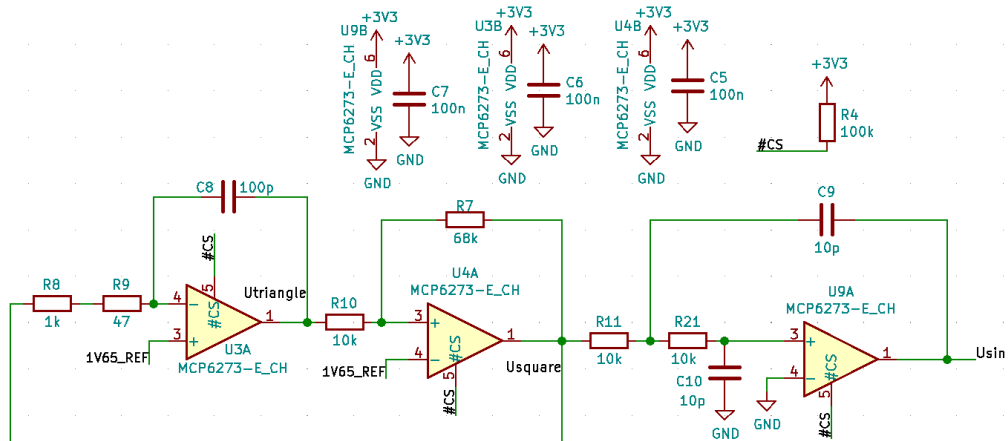 +3V3
U9B
MCP6273-E_CH
6
VDD
VSS
2
GND
+3V3
C7
100n
GND
+3V3
U3B
MCP6273-E_CH
6
VDD
VSS
2
GND
+3V3
C6
100n
GND
+3V3
U4B
MCP6273-E_CH
6
VDD
VSS
2
GND
+3V3
C5
100n
GND
+3V3
R4
100k
#CS
C8
100p
#CS
R8
1k
R9
47
4
3
5
#CS
1
Utriangle
1V65_REF
U3A
MCP6273-E_CH
R7
68k
R10
10k
U4A
MCP6273-E_CH
3
4
5
#CS
1
1V65_REF
#CS
Usquare
R11
10k
R21
10k
C10
10p
GND
C9
10p
U9A
MCP6273-E_CH
3
4
5
#CS
1
GND
#CS
Usin